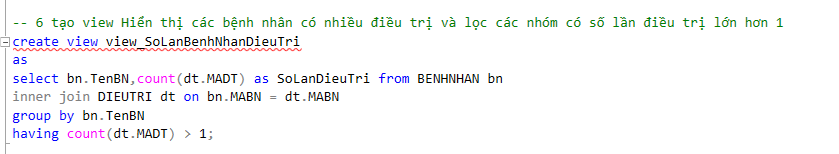 -- 6 tạo view Hiển thị các bệnh nhân có nhiều điều trị và lọc các nhóm có số lần điều trị lớn hơn 1
create view view_SoLanBenhNhanDieuTri
as
select bn.TenBN,count(dt.MADT) as SoLanDieuTri from BENHNHAN bn
inner join DIEUTRI dt on bn.MABN = dt.MABN
group by bn.TenBN
having count(dt.MADT) > 1;